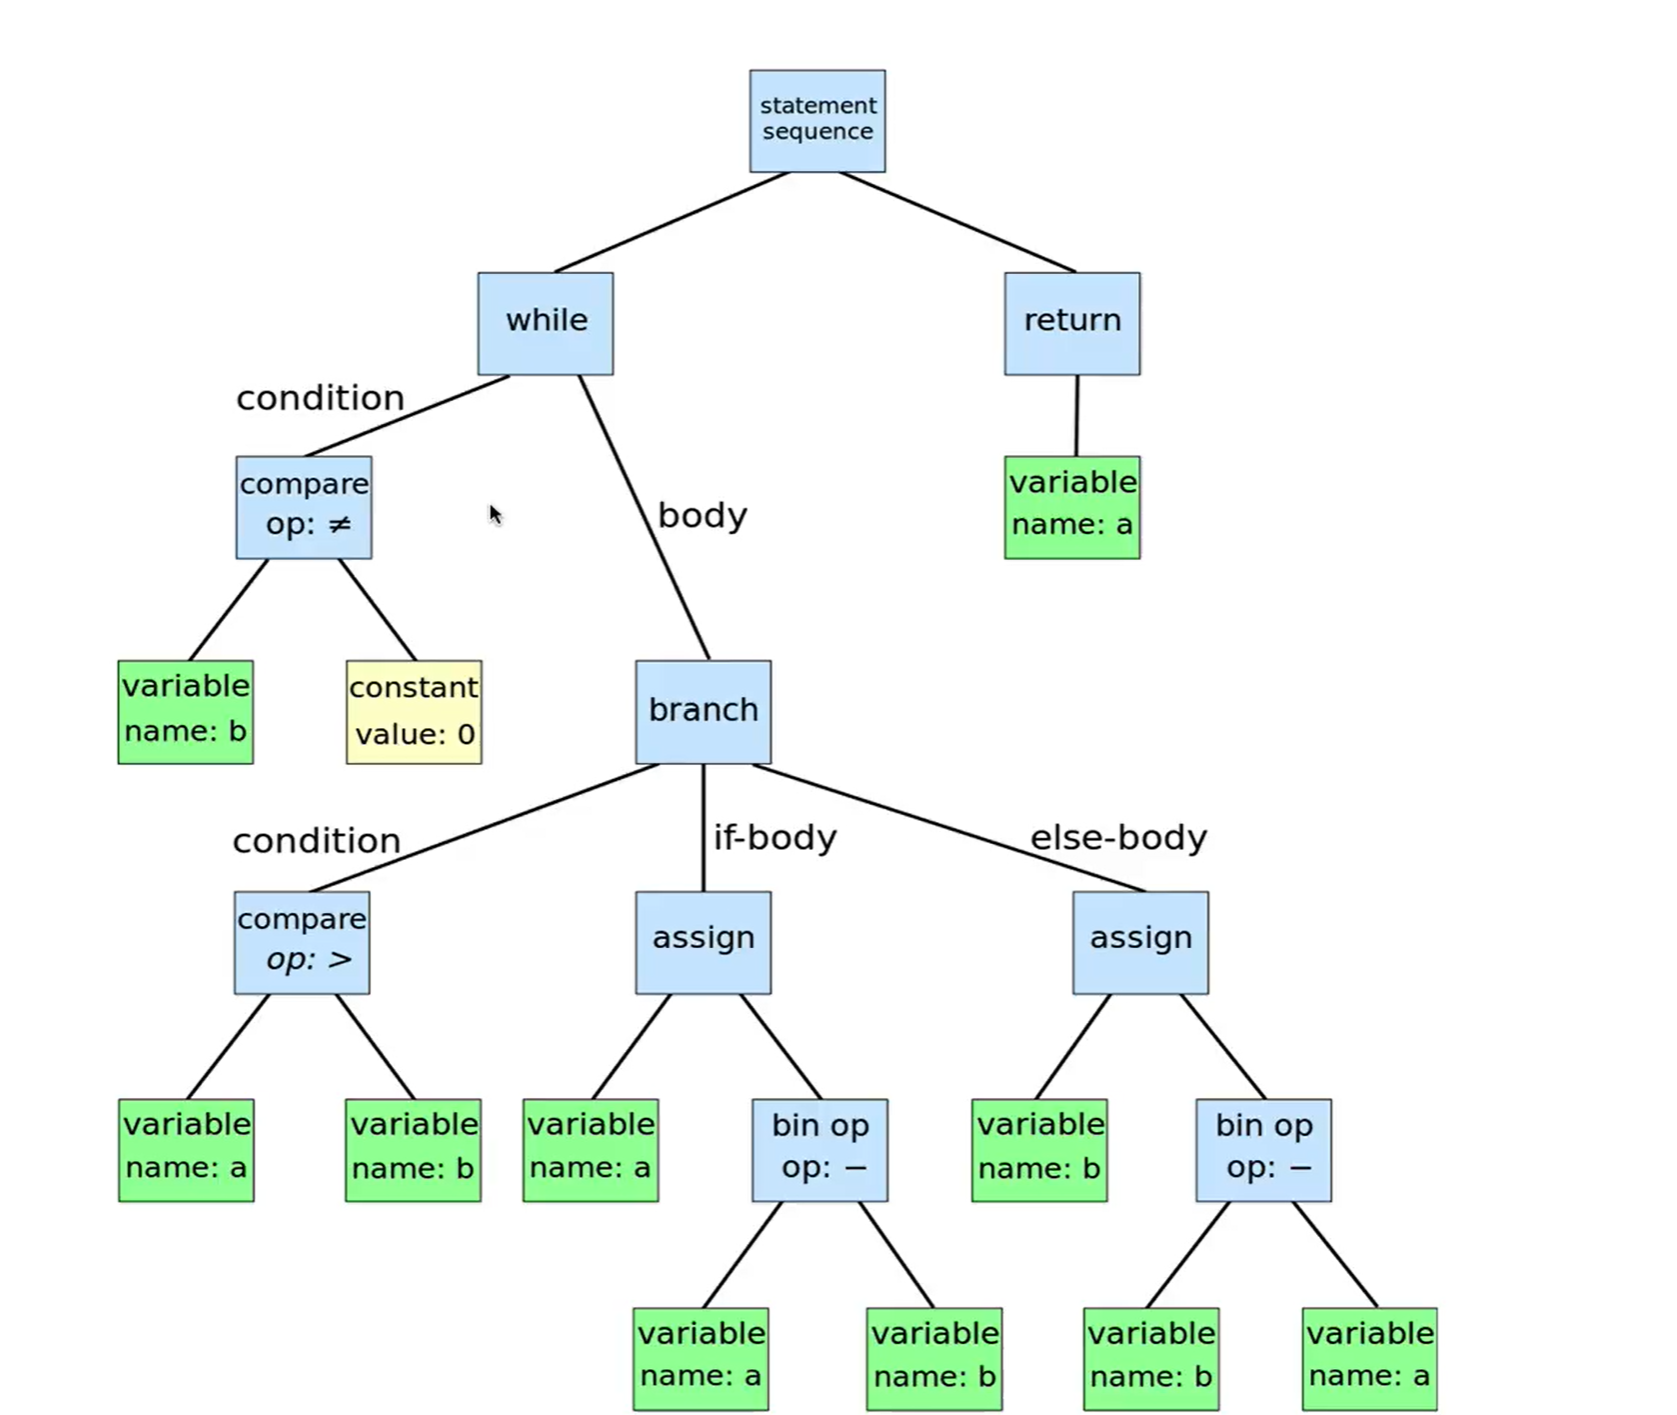 statement
sequence
while
return
condition
compare
op: ≠
body
variable
name: a
variable
name: b
constant
value: 0
branch
condition
if-body
else-body
compare
op: >
assign
assign
variable
name: a
variable
name: b
variable
name: a
bin op
op: −
variable
name: b
bin op
op: −
variable
name: a
variable
name: b
variable
name: b
variable
name: a